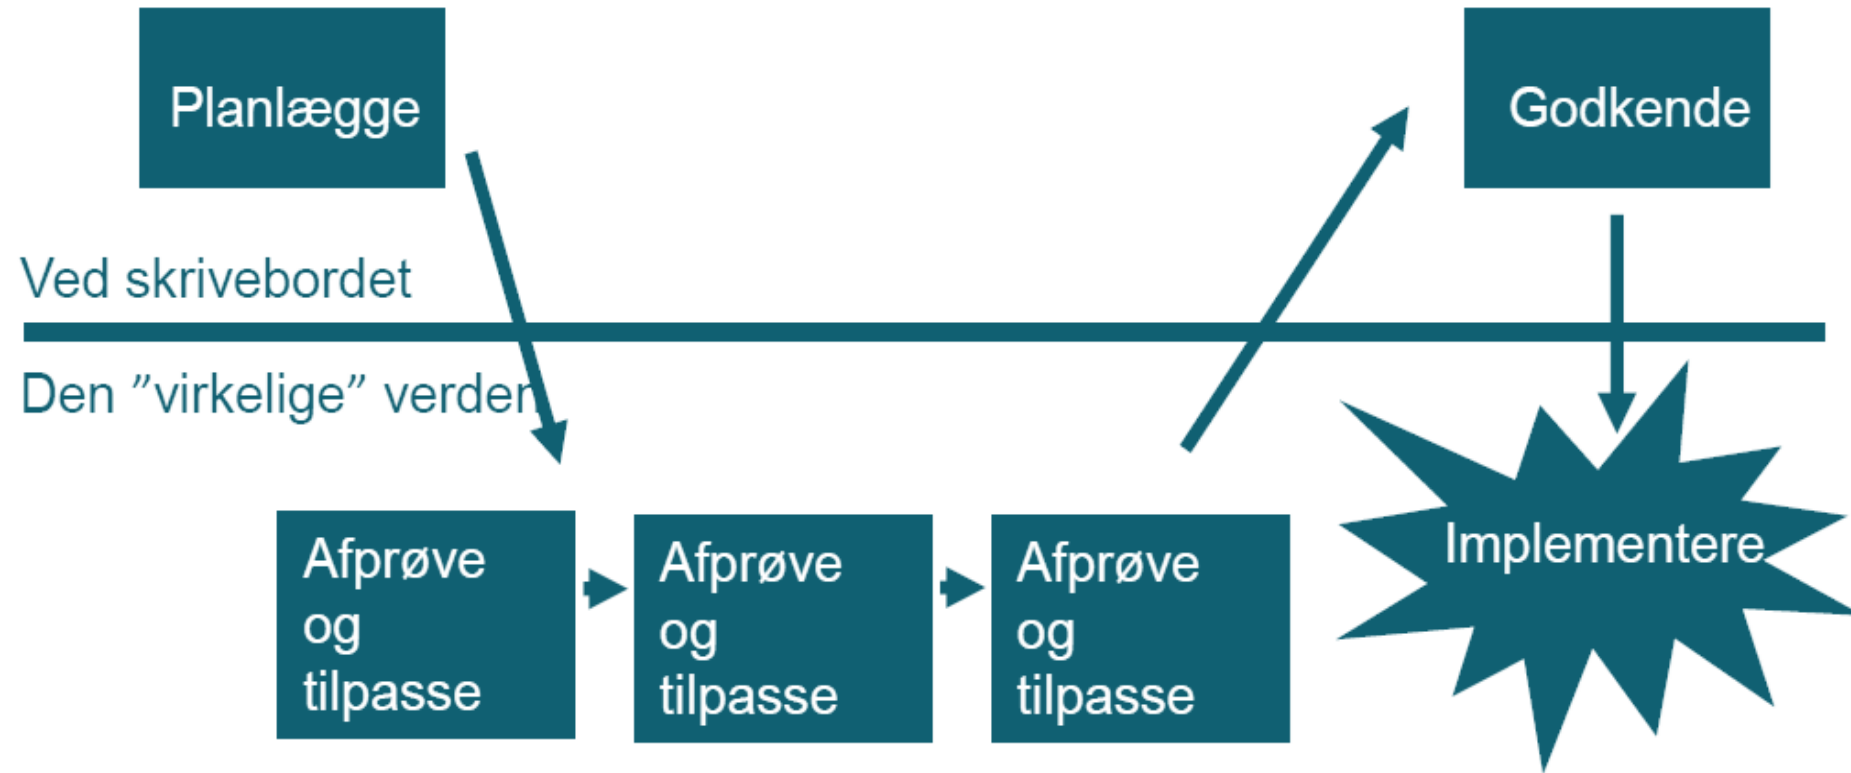 Planlægge
Godkende
Ved skrivebordet
Den ”virkelige” verden
Afprøve
og
tilpasse
Afprøve
og
tilpasse
Afprøve
og
tilpasse
Implementere